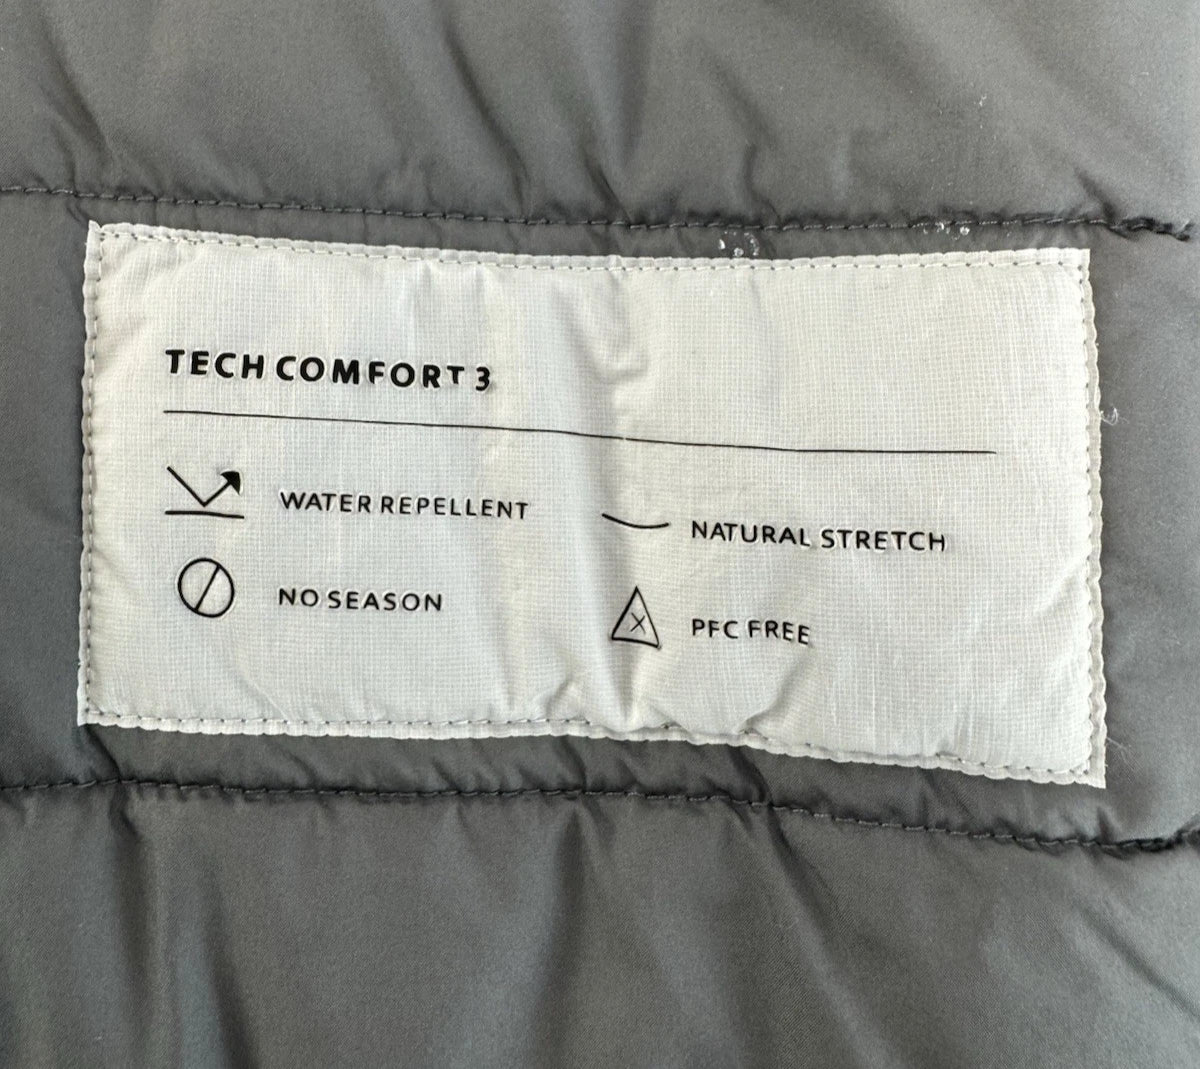 TECH COMFORT 3
WATER REPELLENT
NATURAL STRETCH
NO SEASON
PFC FREE